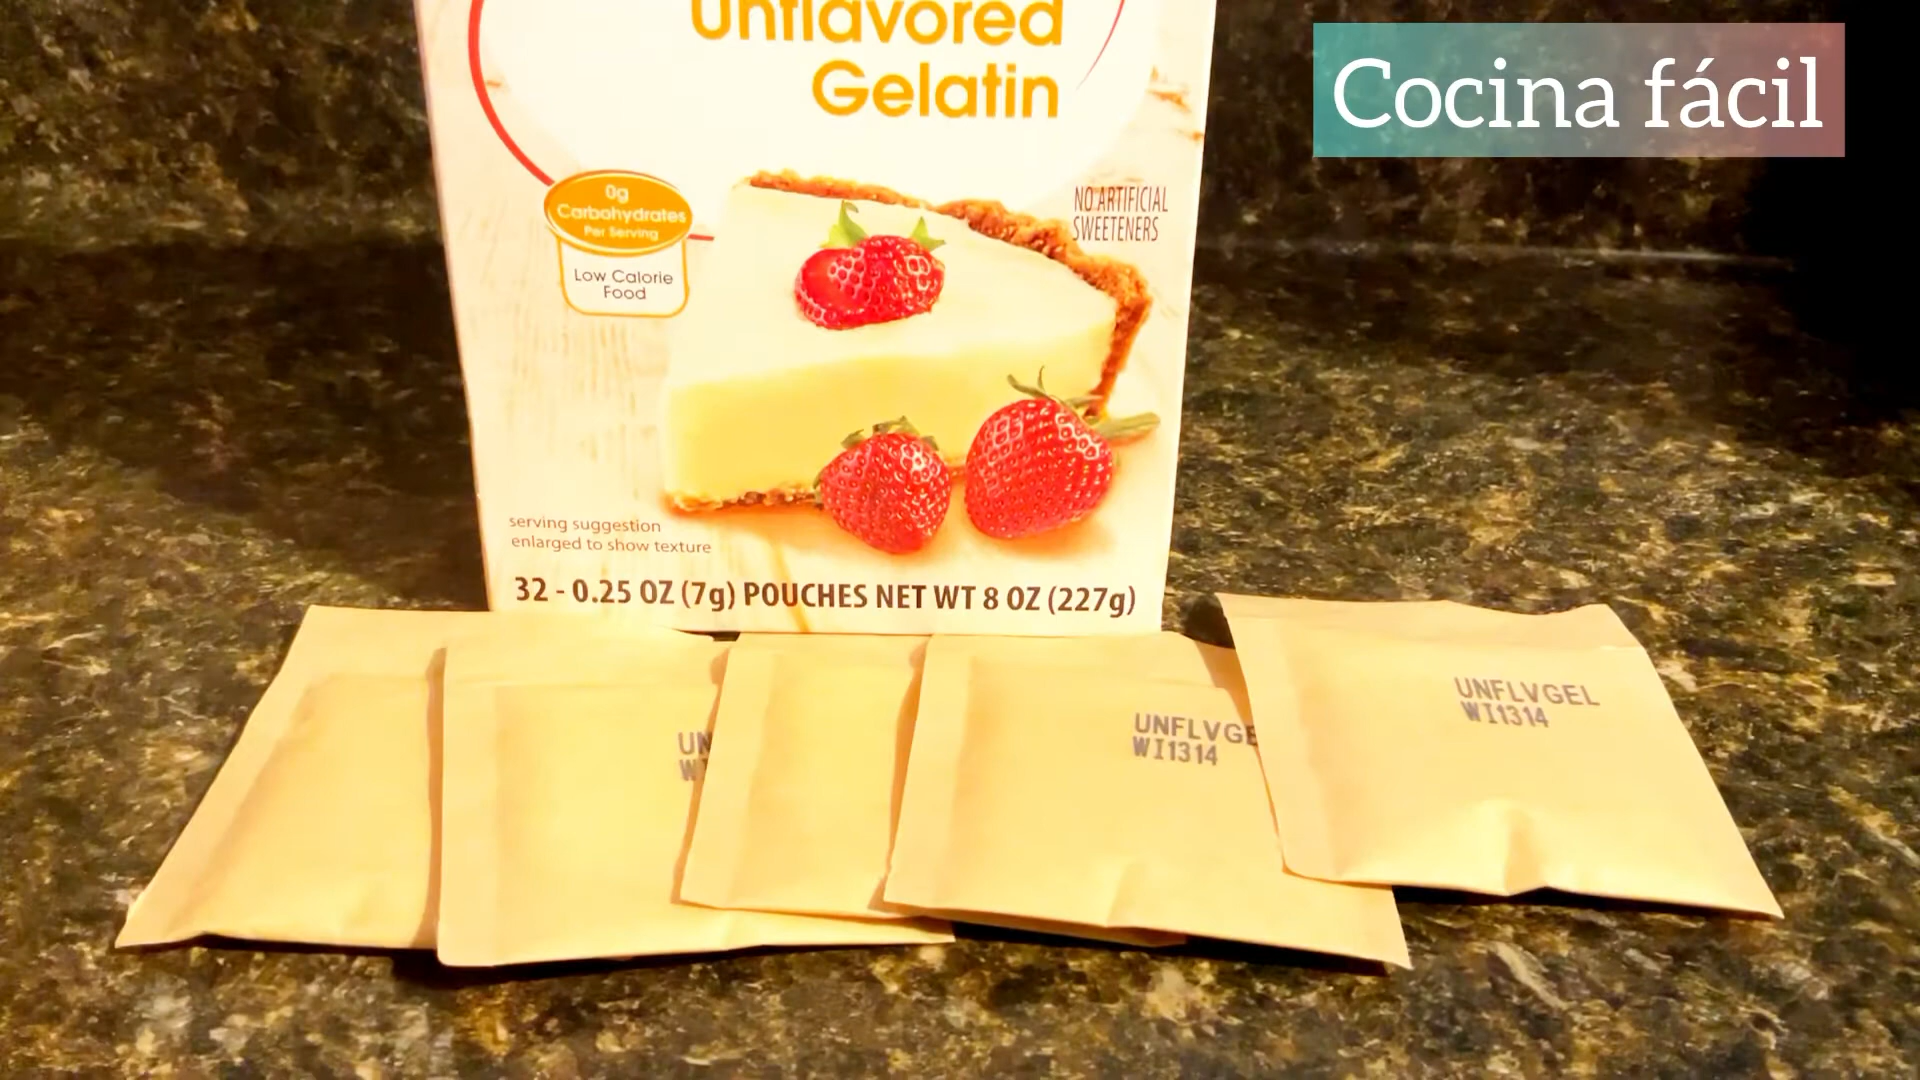 Unflavored
Gelatin
Cocina fácil
0g
Carbohydrates
Per Serving
Low Calorie
Food
NO ARTIFICIAL
SWEETENERS
serving suggestion
enlarged to show texture
32 - 0.25 OZ (7g) POUCHES NET WT 8 OZ (227g)
UNFLVGE
WI1314
UNFLVGEL
WI1314